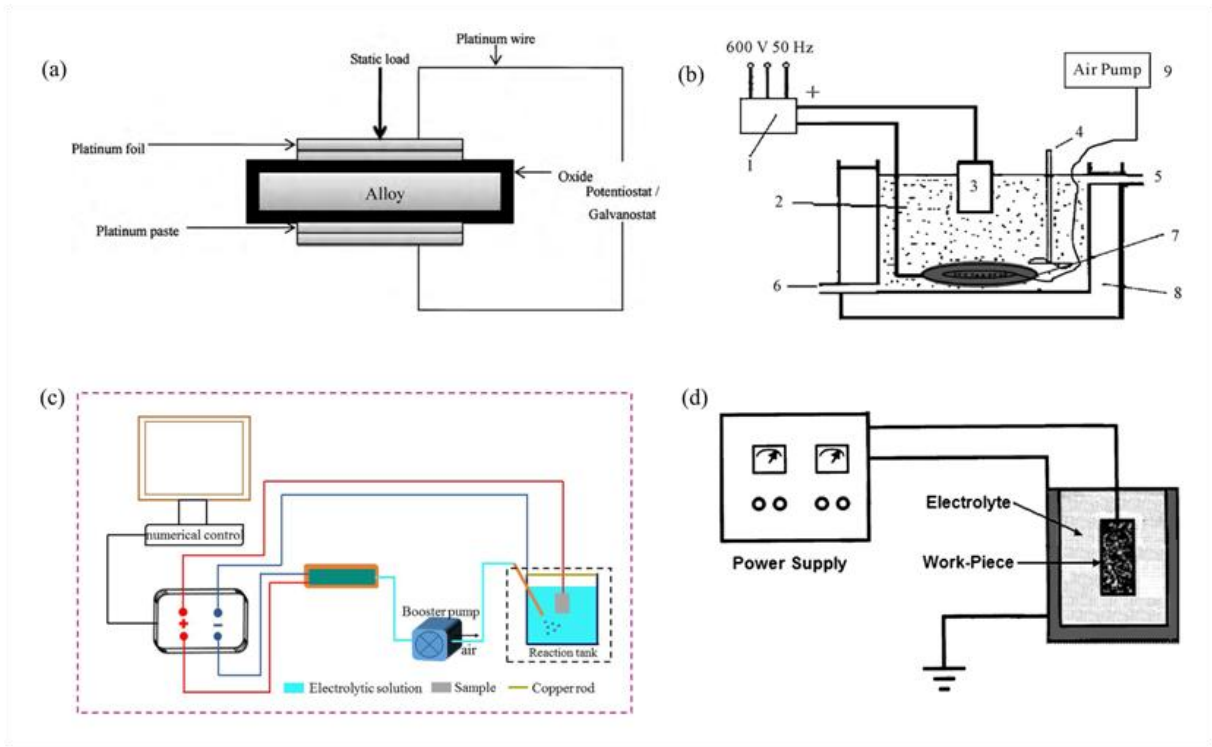 (a)
Platinum wire
Static load
Platinum foil
Oxide
Alloy
Potentiostat /
Galvanostat
Platinum paste
(b)
600 V 50 Hz
+
Air Pump
9
1
4
3
5
2
7
6
8
(c)
numerical control
+
−
Booster pump
air
Reaction tank
Electrolytic solution
Sample
Copper rod
(d)
Electrolyte
Work-Piece
Power Supply